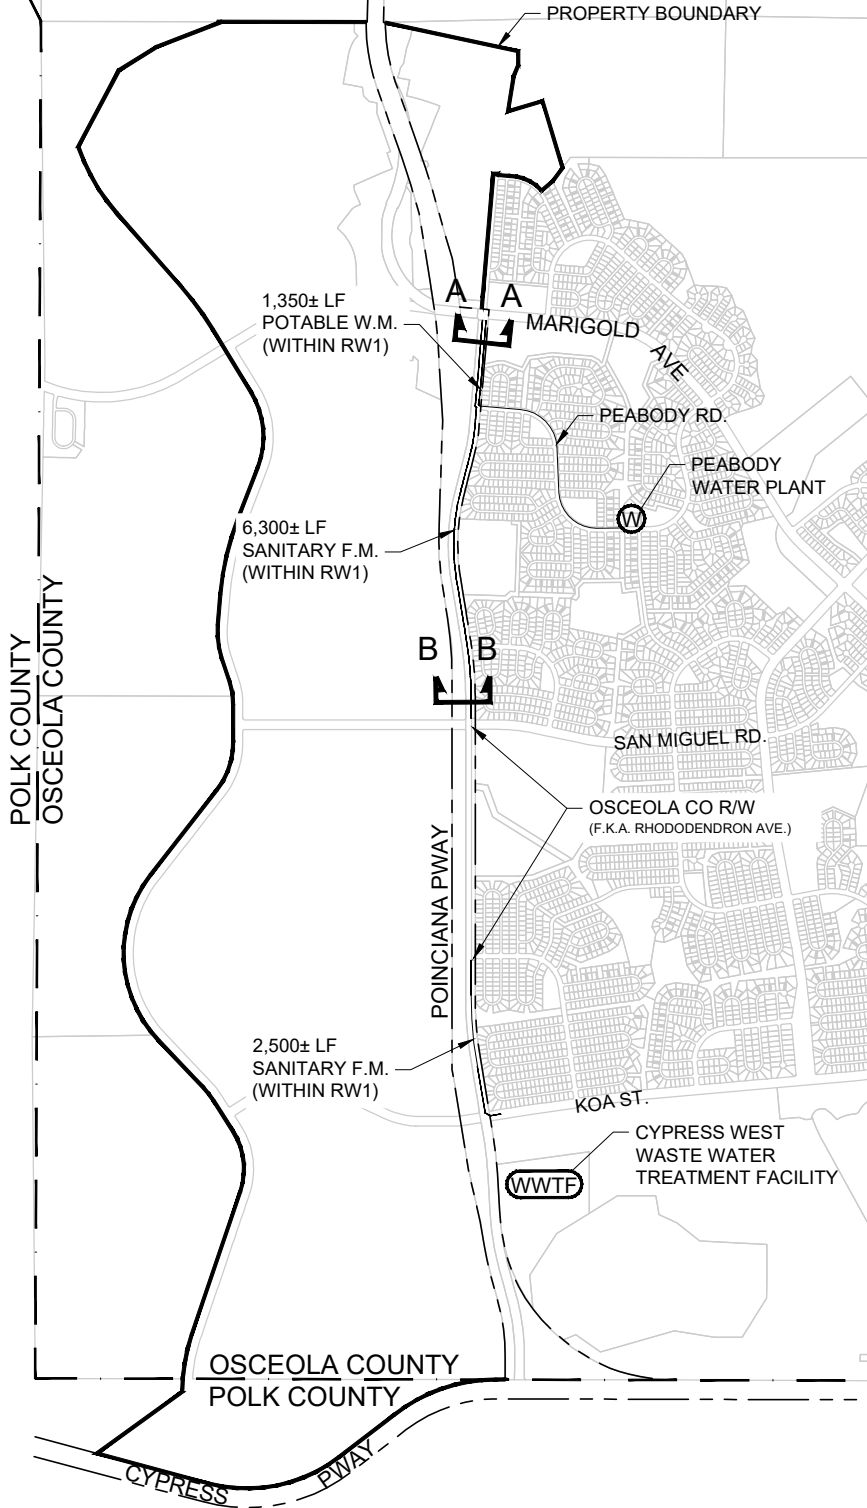 PROPERTY BOUNDARY
1,350± LF
POTABLE W.M.
(WITHIN RW1)
A
A
MARIGOLD
AVE
PEABODY RD.
PEABODY
WATER PLANT
W
6,300± LF
SANITARY F.M.
(WITHIN RW1)
POLK COUNTY
OSCEOLA COUNTY
B
B
SAN MIGUEL RD.
OSCEOLA CO R/W
(F.K.A. RHODODENDRON AVE.)
POINCIANA PWAY
2,500± LF
SANITARY F.M.
(WITHIN RW1)
KOA ST.
CYPRESS WEST
WASTE WATER
TREATMENT FACILITY
WWTF
OSCEOLA COUNTY
POLK COUNTY
CYPRESS
PWAY